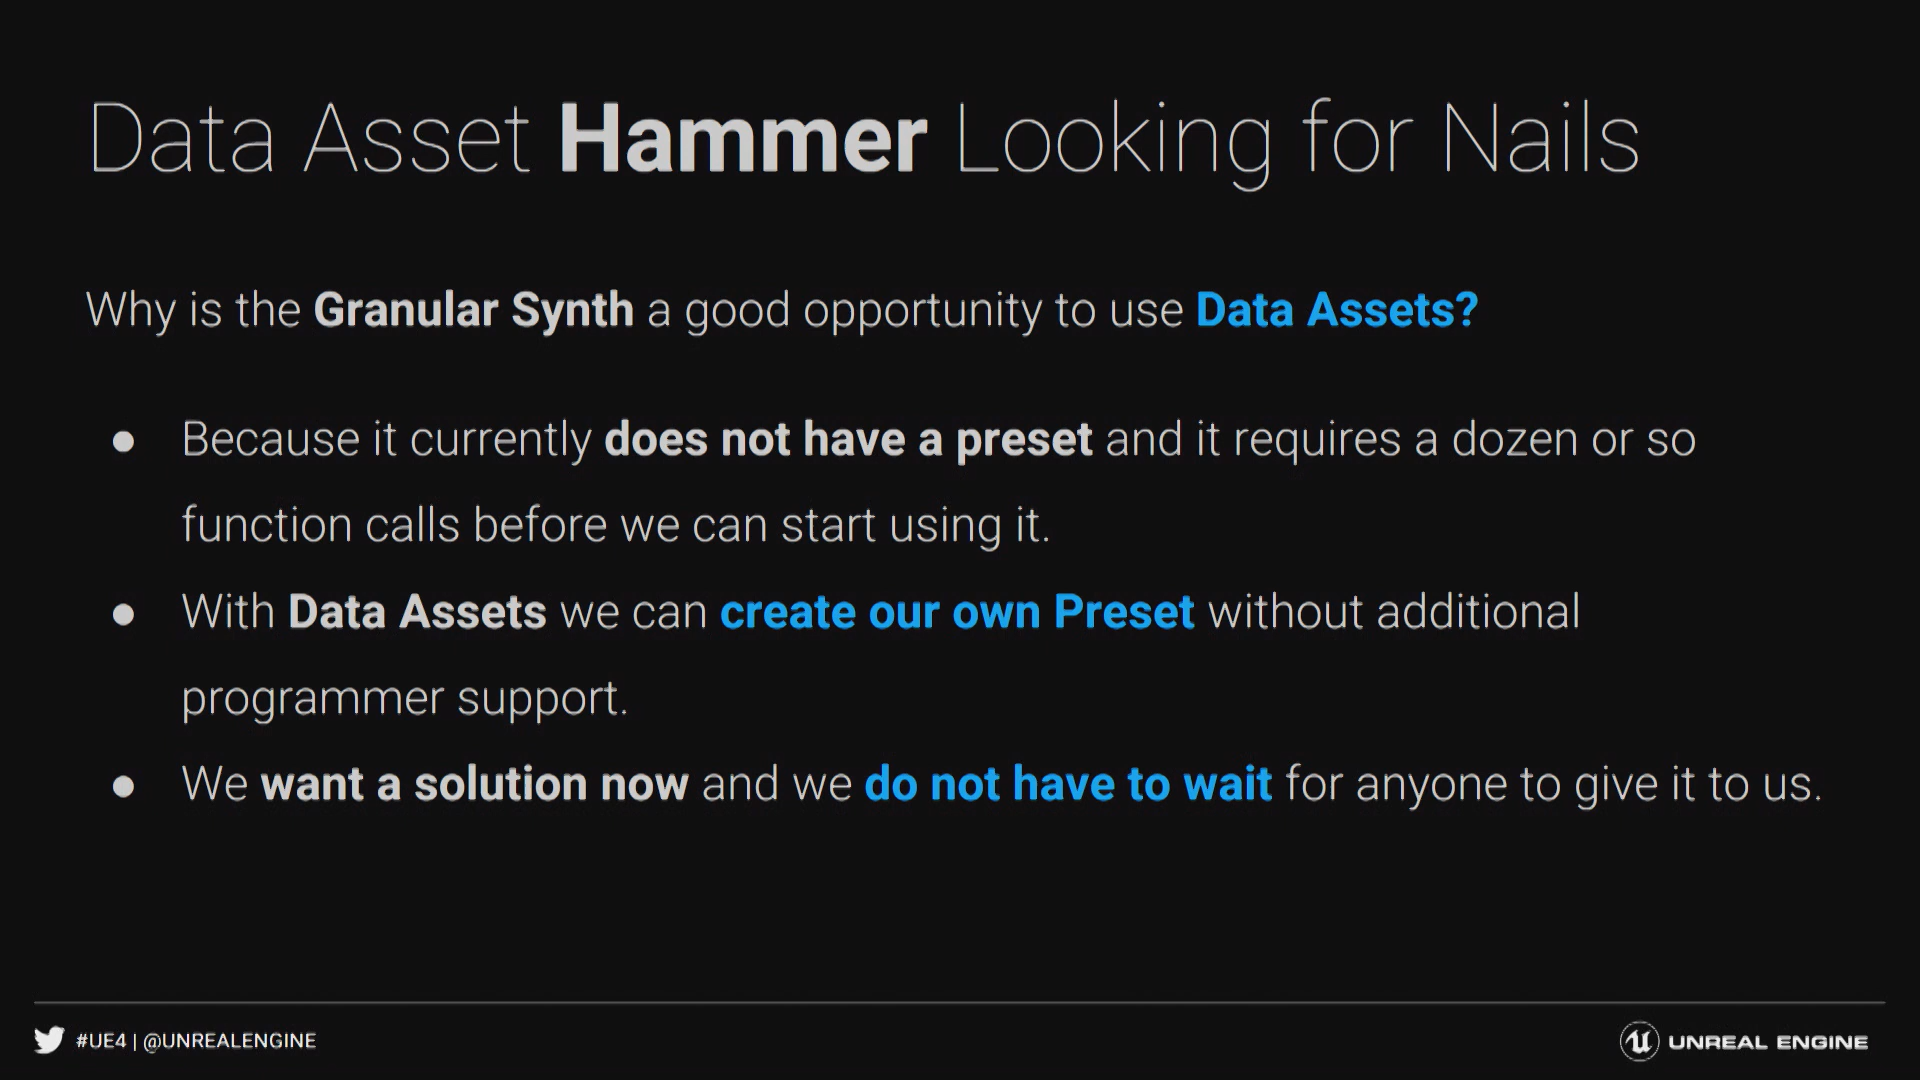 Data Asset Hammer Looking for Nails
Why is the Granular Synth a good opportunity to use Data Assets?
● Because it currently does not have a preset and it requires a dozen or so
function calls before we can start using it.
● With Data Assets we can create our own Preset without additional
programmer support.
● We want a solution now and we do not have to wait for anyone to give it to us.
#UE4 | @UNREALENGINE
UNREAL ENGINE